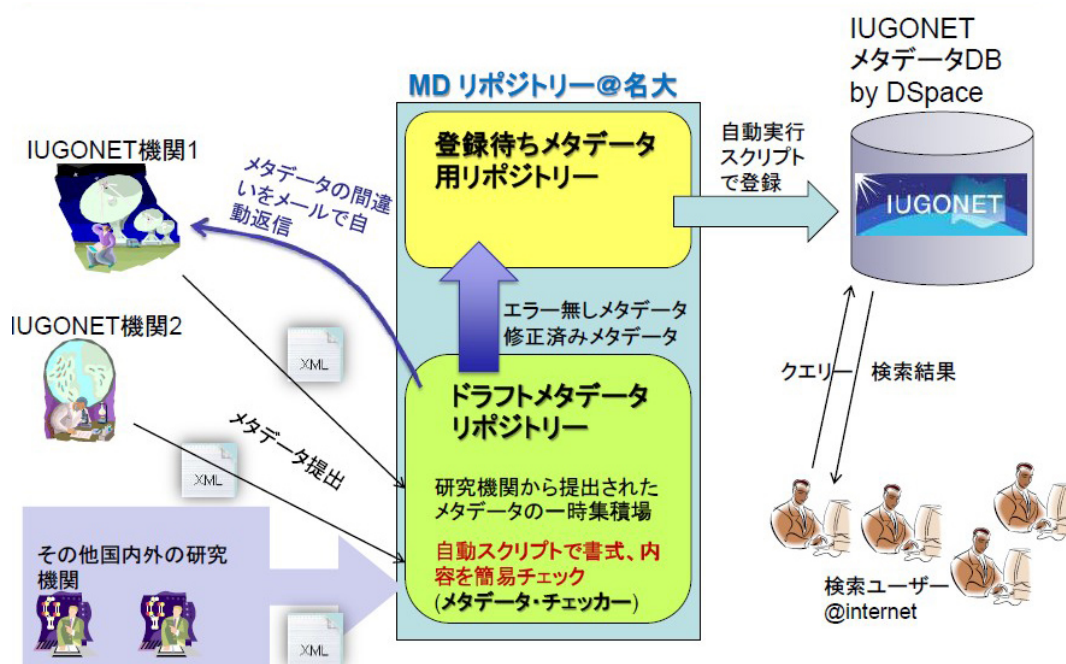 IUGONET
メタデータDB
by DSpace
IUGONET
MD リポジトリー@名大
登録待ちメタデータ
用リポジトリー
自動実行
スクリプト
で登録
IUGONET機関1
メタデータの間違
いをメールで自
動返信
エラー無しメタデータ
修正済みメタデータ
IUGONET機関2
XML
XML
メタデータ提出
ドラフトメタデータ
リポジトリー
研究機関から提出された
メタデータの一時集積場
自動スクリプトで書式、内
容を簡易チェック
(メタデータ・チェッカー)
その他国内外の研究
機関
XML
クエリー
検索結果
検索ユーザー
@internet